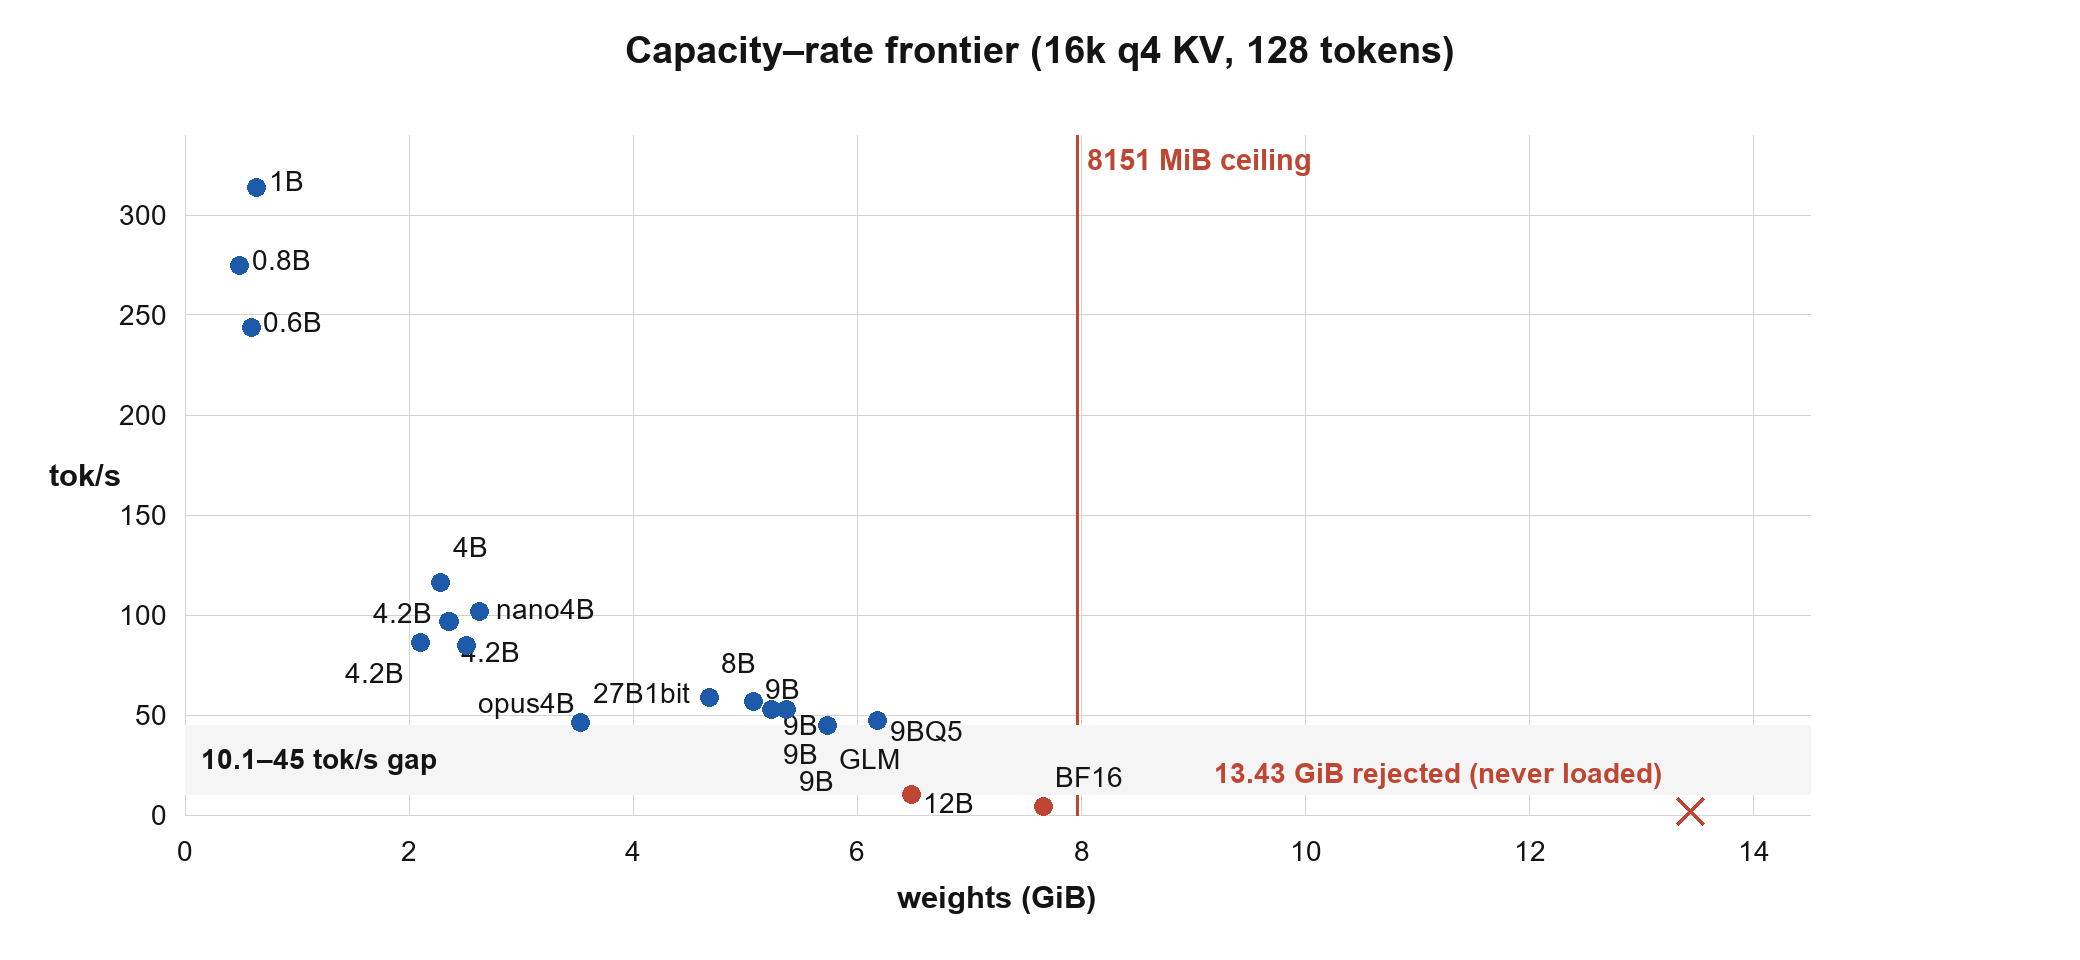 Capacity–rate frontier (16k q4 KV, 128 tokens)
8151 MiB ceiling
1B
300
0.8B
250
0.6B
200
tok/s
150
4B
100
4.2B
nano4B
4.2B
4.2B
8B
27B1bit
9B
opus4B
50
9B
9BQ5
9B
GLM
10.1–45 tok/s gap
13.43 GiB rejected (never loaded)
9B
BF16
12B
0
0 2 4 6 8 10 12 14
weights (GiB)